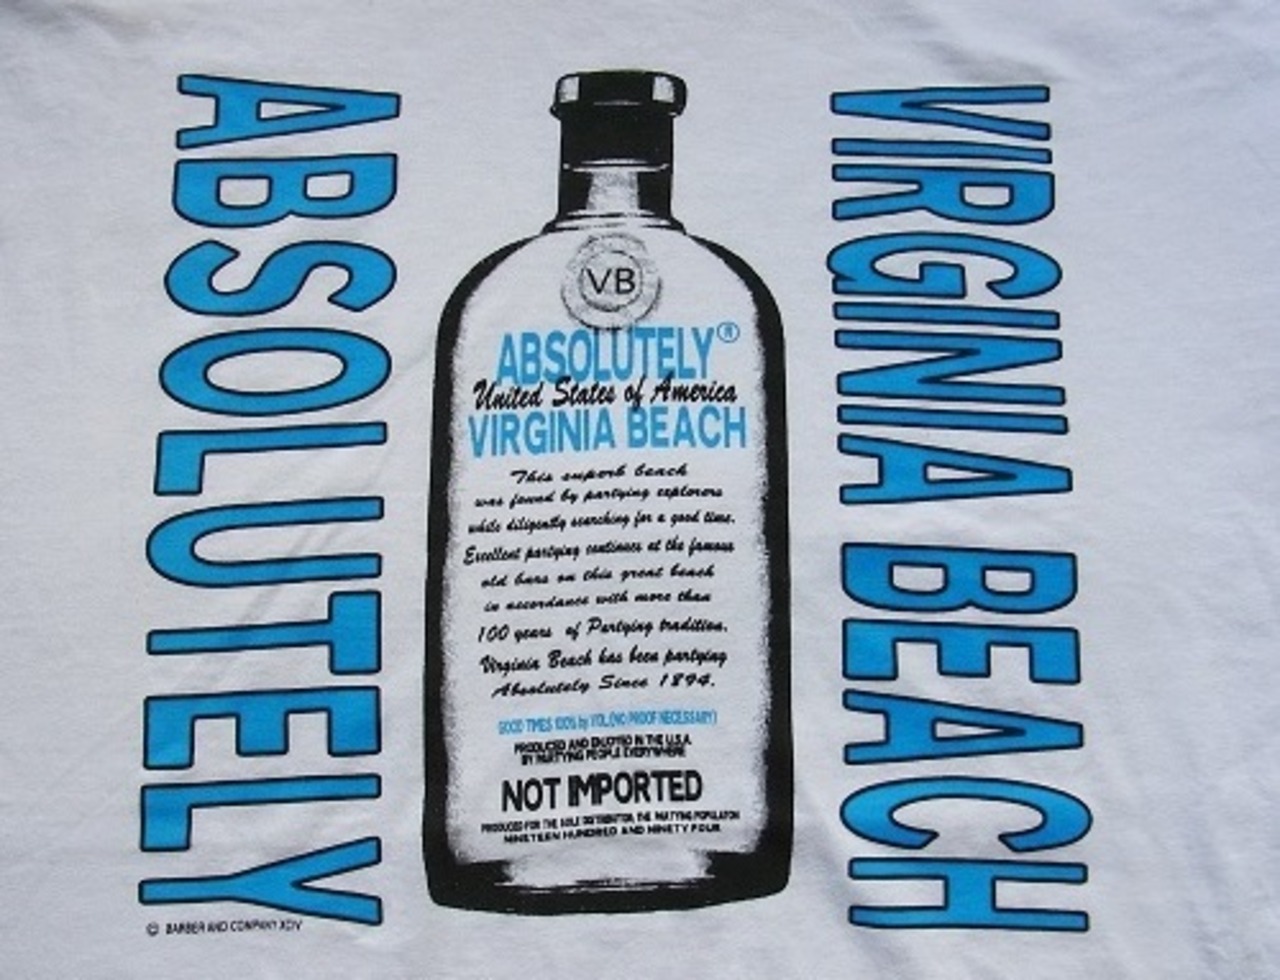 ABSOLUTELY
VB
ABSOLUTELY®
United States of America
VIRGINIA BEACH
This superb beach
was found by partying explorers
while diligently searching for a good time.
Excellent partying continues at the famous
old bars on this great beach
in accordance with more than
100 years of Partying tradition.
Virginia Beach has been partying
Absolutely Since 1894.
GOOD TIMES 100% by VOL.(NO PROOF NECESSARY)
PRODUCED AND ENJOYED IN THE U.S.A.
BY PARTYING PEOPLE EVERYWHERE
NOT IMPORTED
PRODUCED FOR THE SOLE DISTRIBUTOR, THE PARTYING POPULATION
NINETEEN HUNDRED AND NINETY FOUR
VIRGINIA BEACH
© BARBER AND COMPANY XCIV